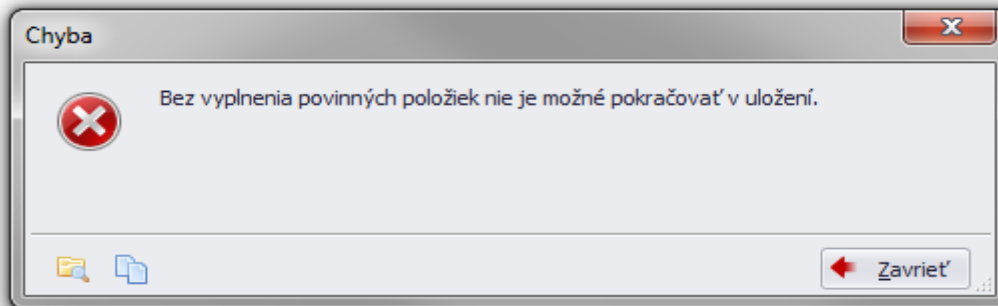 Chyba
Bez vyplnenia povinných položiek nie je možné pokračovať v uložení.
Zavrieť